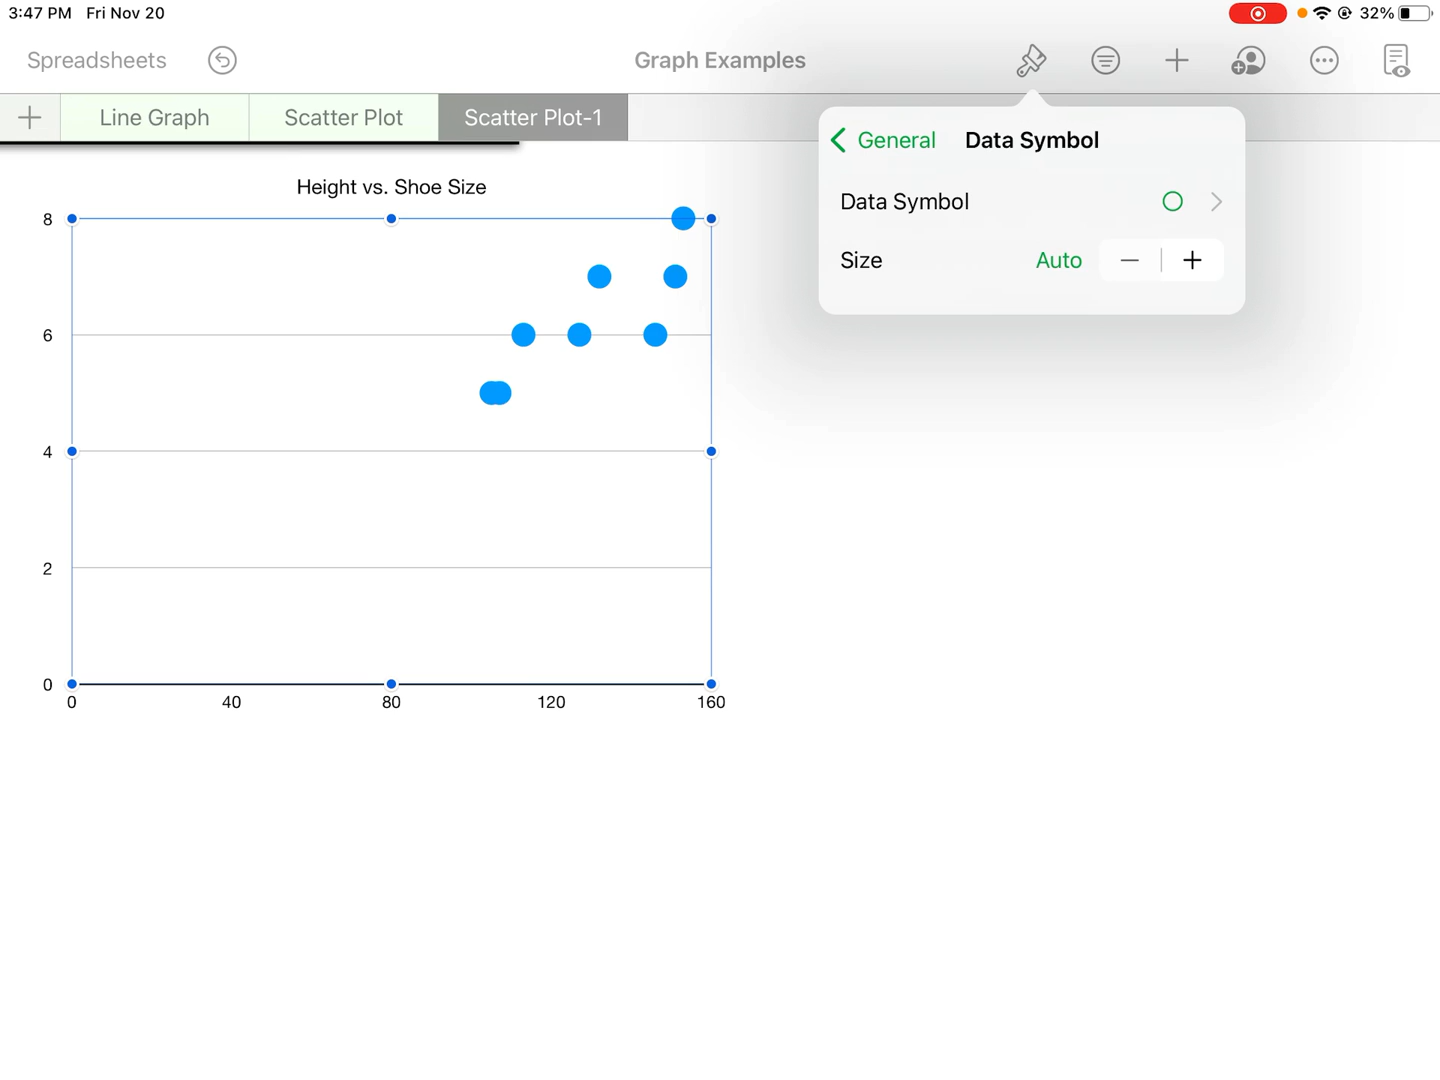 3:47 PM Fri Nov 20 32%
Spreadsheets Graph Examples
Line Graph Scatter Plot Scatter Plot-1
General Data Symbol
Data Symbol
Size Auto
Height vs. Shoe Size
8
6
4
2
0
0 40 80 120 160